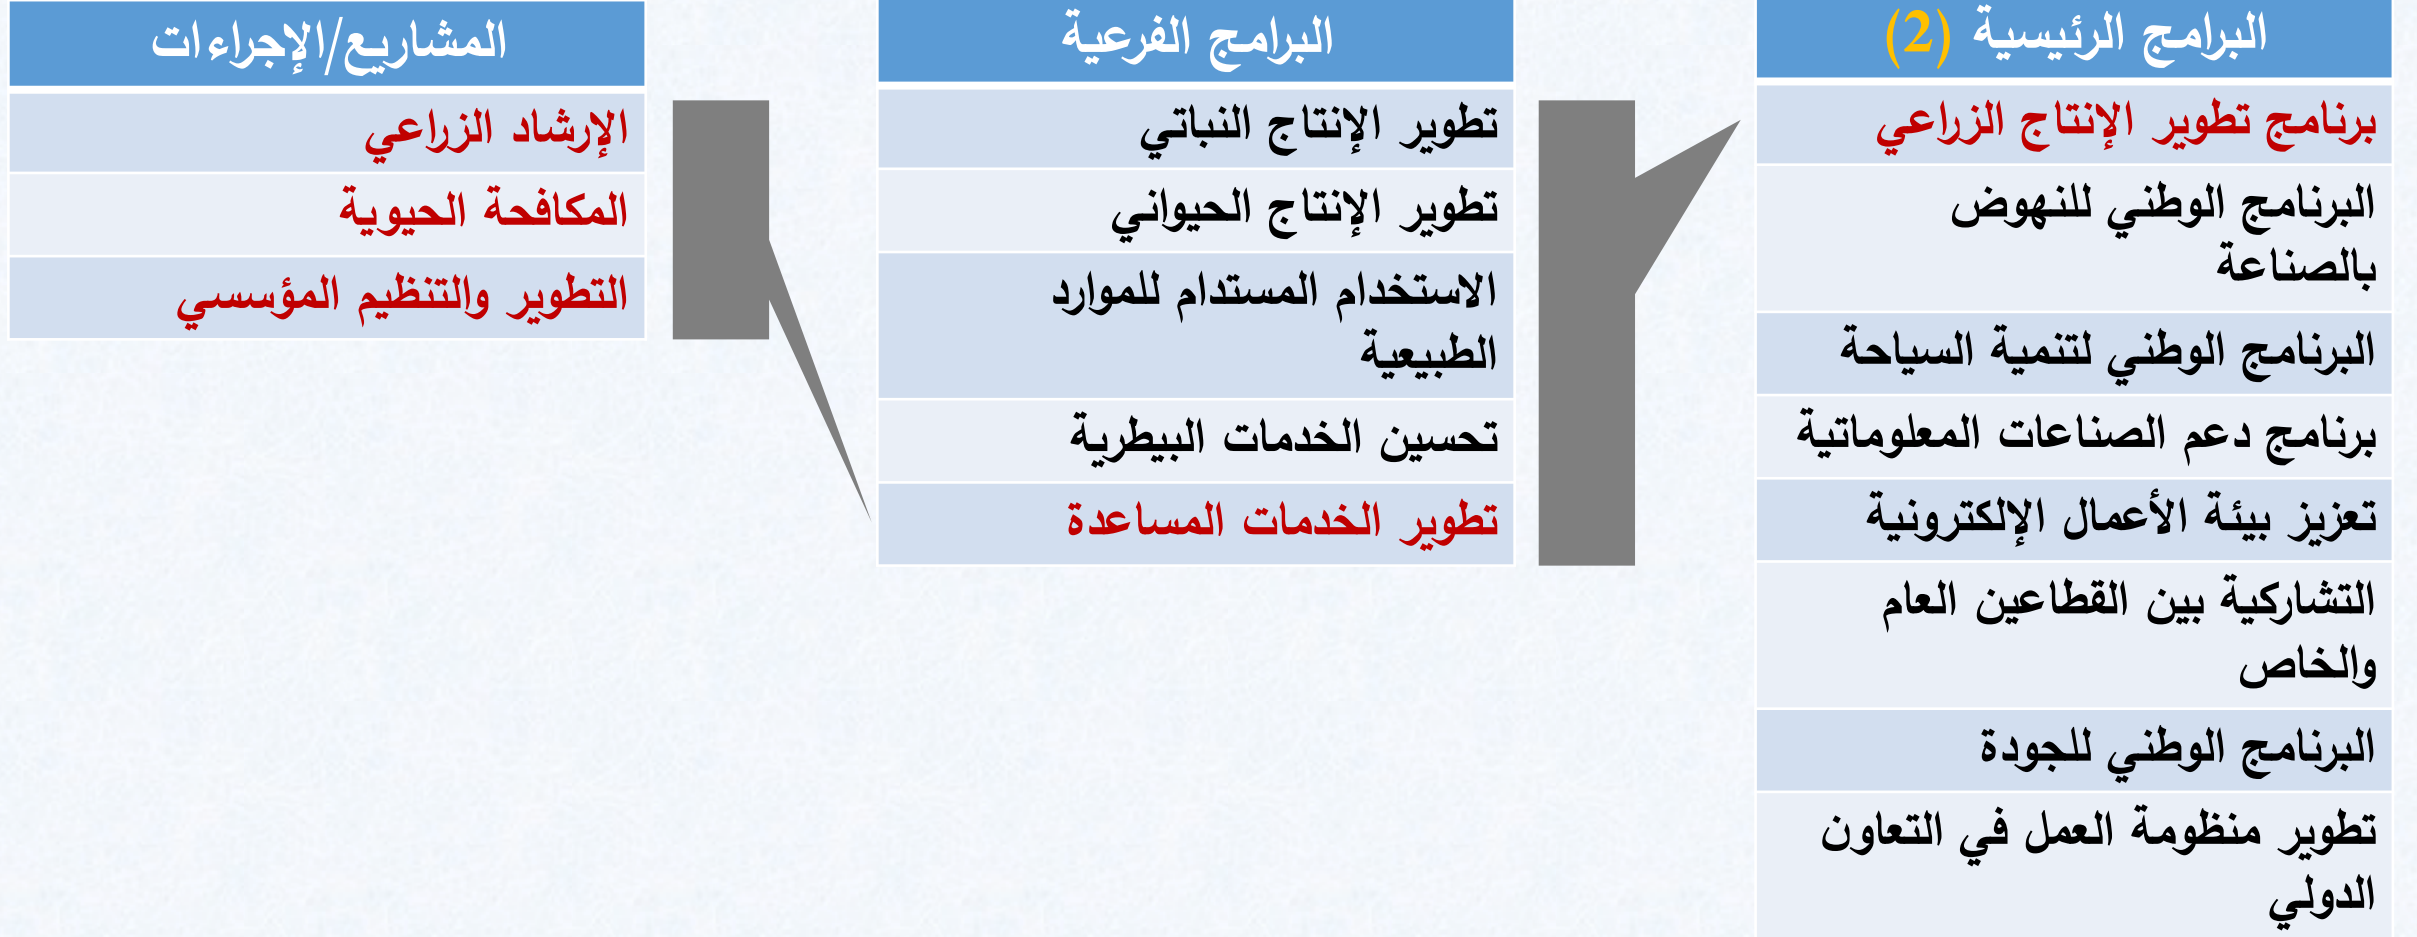 البرامج الرئيسية (2)
برنامج تطوير الإنتاج الزراعي
البرنامج الوطني للنهوض
بالصناعة
البرنامج الوطني لتنمية السياحة
برنامج دعم الصناعات المعلوماتية
تعزيز بيئة الأعمال الإلكترونية
التشاركية بين القطاعين العام
والخاص
البرنامج الوطني للجودة
تطوير منظومة العمل في التعاون
الدولي
البرامج الفرعية
تطوير الإنتاج النباتي
تطوير الإنتاج الحيواني
الاستخدام المستدام للموارد
الطبيعية
تحسين الخدمات البيطرية
تطوير الخدمات المساعدة
المشاريع/الإجراءات
الإرشاد الزراعي
المكافحة الحيوية
التطوير والتنظيم المؤسسي